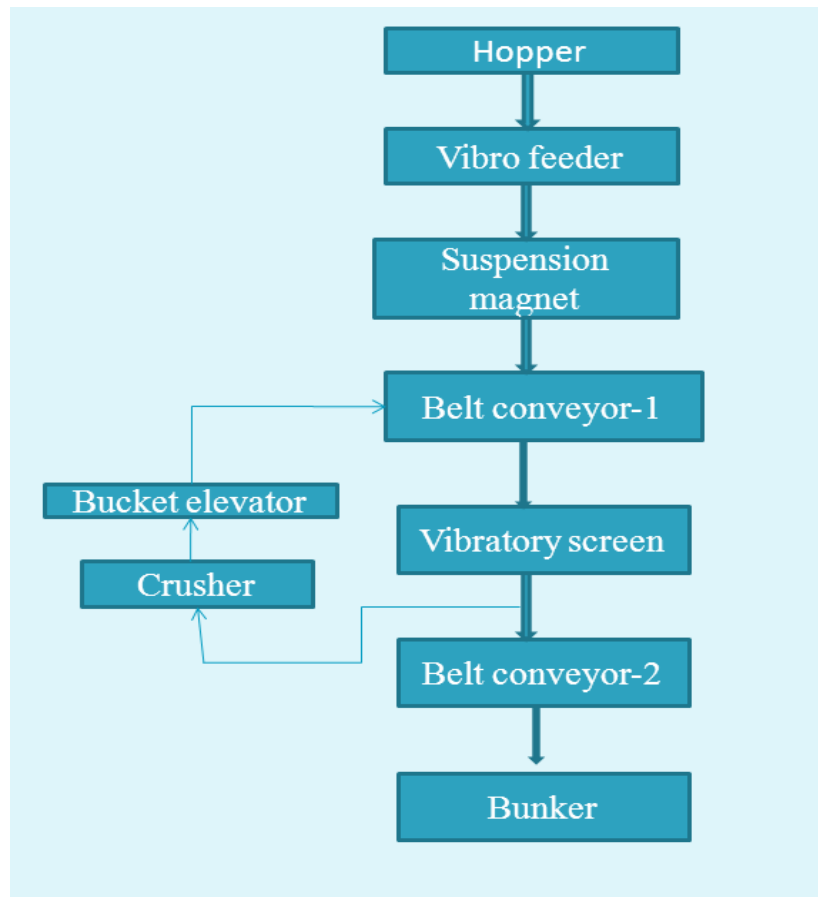 Hopper
Vibro feeder
Suspension
magnet
Belt conveyor-1
Bucket elevator
Vibratory screen
Crusher
Belt conveyor-2
Bunker